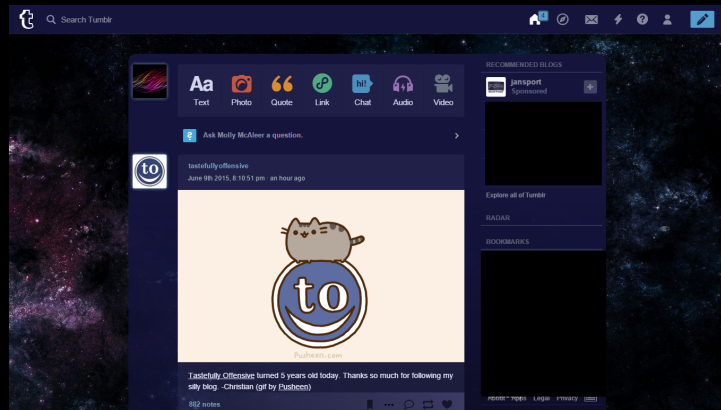 Search Tumblr
4
Aa
hi!
Text
Photo
Quote
Link
Chat
Audio
Video
Ask Molly McAleer a question.
to
tastefullyoffensive
June 9th 2015, 8:10:51 pm · an hour ago
to
Pusheen.com
Tastefully Offensive turned 5 years old today. Thanks so much for following my
silly blog. -Christian (gif by Pusheen)
882 notes
RECOMMENDED BLOGS
jansport
Sponsored
Explore all of Tumblr
RADAR
BOOKMARKS
About Apps Legal Privacy